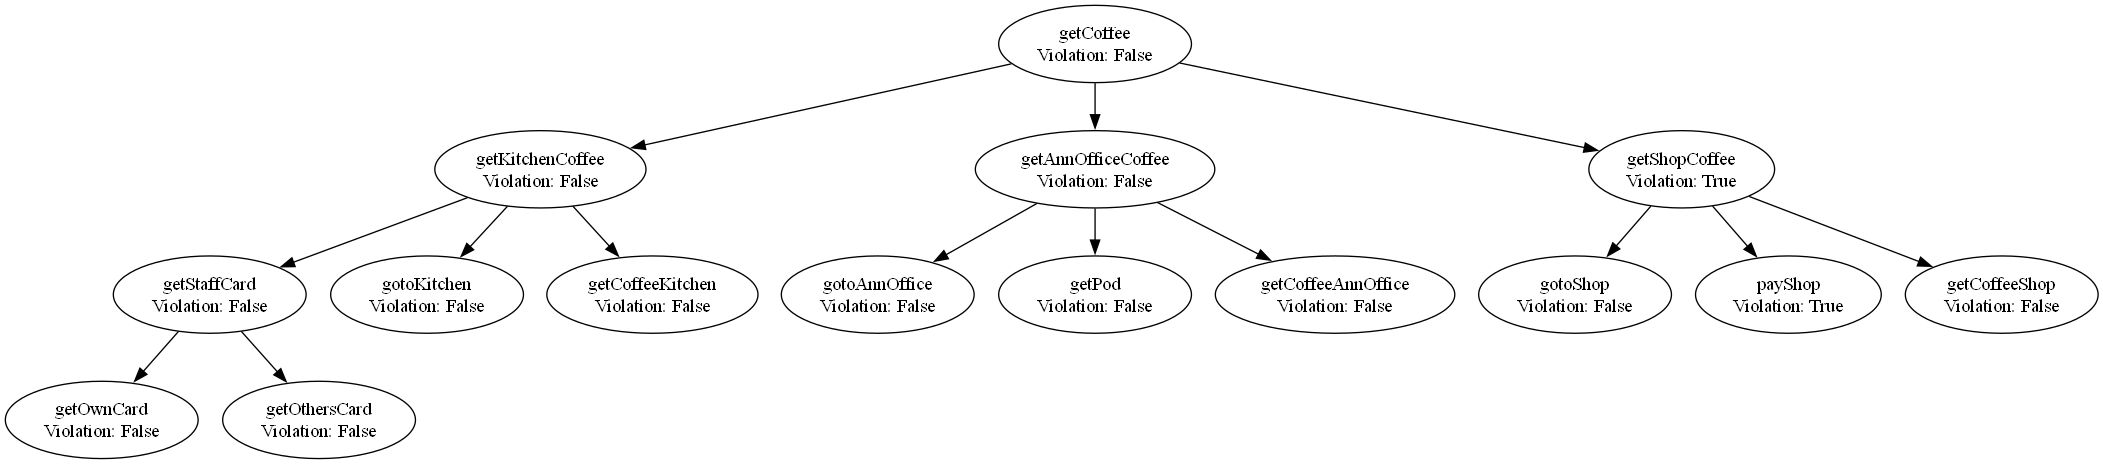 getCoffee
Violation: False
getKitchenCoffee
Violation: False
getAnnOfficeCoffee
Violation: False
getShopCoffee
Violation: True
getStaffCard
Violation: False
gotoKitchen
Violation: False
getCoffeeKitchen
Violation: False
gotoAnnOffice
Violation: False
getPod
Violation: False
getCoffeeAnnOffice
Violation: False
gotoShop
Violation: False
payShop
Violation: True
getCoffeeShop
Violation: False
getOwnCard
Violation: False
getOthersCard
Violation: False